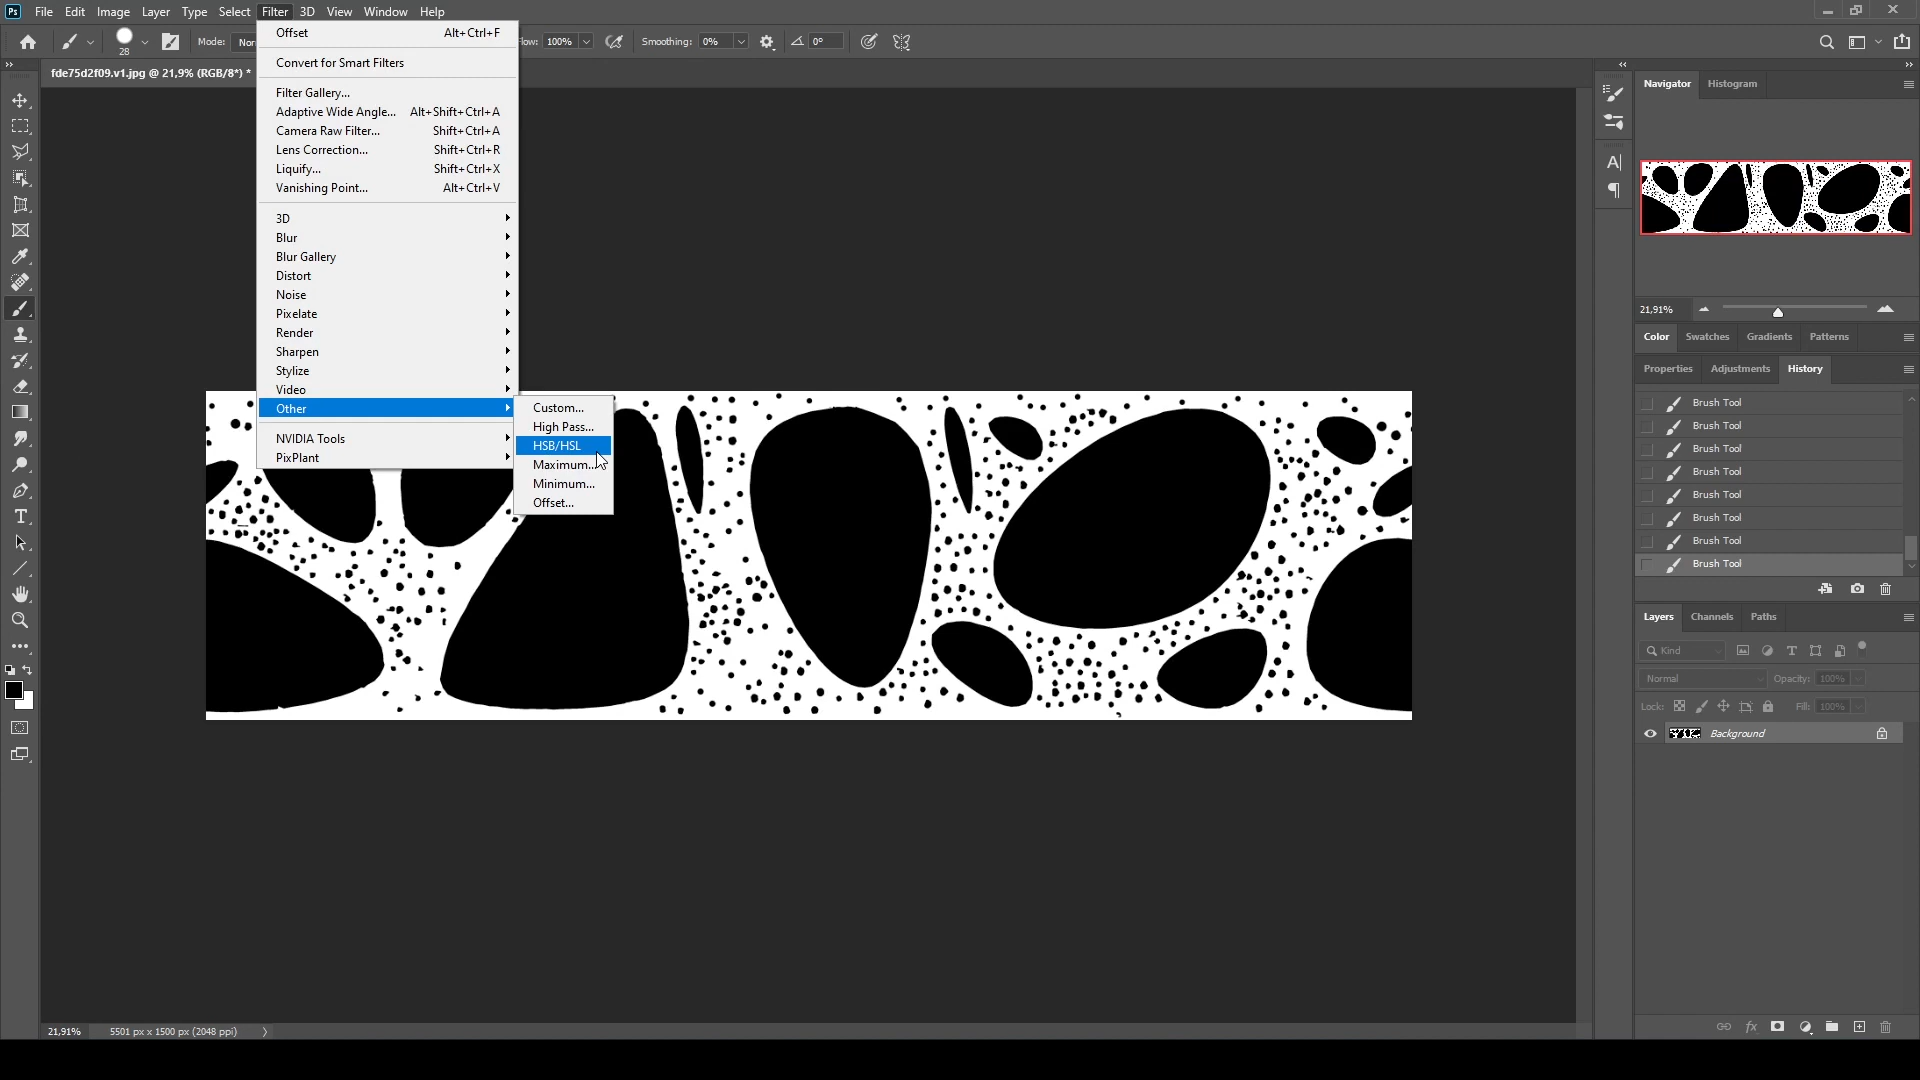 Ps File Edit Image Layer Type Select Filter 3D View Window Help
28 Mode: Nor Flow: 100% Smoothing: 0% 0°
fde75d2f09.v1.jpg @ 21,9% (RGB/8*) *
Offset Alt+Ctrl+F
Convert for Smart Filters
Filter Gallery...
Adaptive Wide Angle... Alt+Shift+Ctrl+A
Camera Raw Filter... Shift+Ctrl+A
Lens Correction... Shift+Ctrl+R
Liquify... Shift+Ctrl+X
Vanishing Point... Alt+Ctrl+V
3D
Blur
Blur Gallery
Distort
Noise
Pixelate
Render
Sharpen
Stylize
Video
Other
NVIDIA Tools
PixPlant
Custom...
High Pass...
HSB/HSL
Maximum...
Minimum...
Offset...
Navigator Histogram
21,91%
Color Swatches Gradients Patterns
Properties Adjustments History
Brush Tool
Brush Tool
Brush Tool
Brush Tool
Brush Tool
Brush Tool
Brush Tool
Brush Tool
Layers Channels Paths
Kind
Normal Opacity: 100%
Lock: Fill: 100%
Background
21,91% 5501 px x 1500 px (2048 ppi)